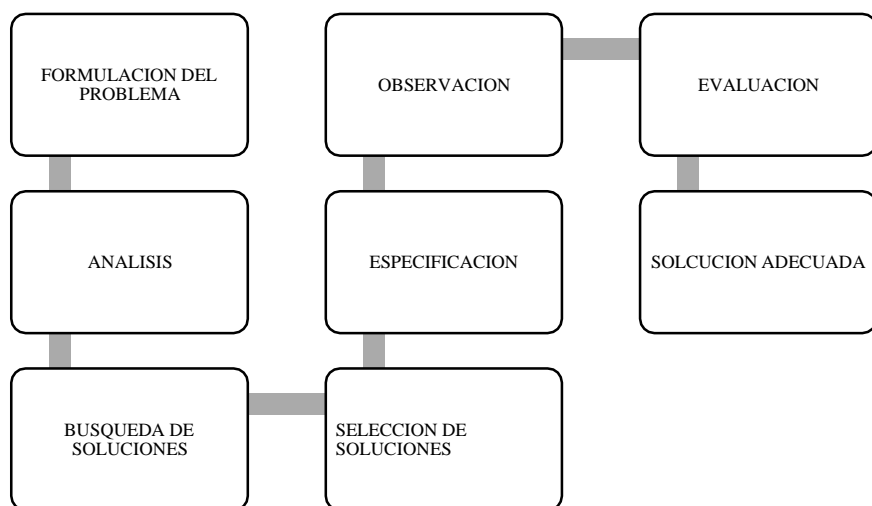 FORMULACION DEL
PROBLEMA
ANALISIS
BUSQUEDA DE
SOLUCIONES
SELECCION DE
SOLUCIONES
ESPECIFICACION
OBSERVACION
EVALUACION
SOLCUCION ADECUADA